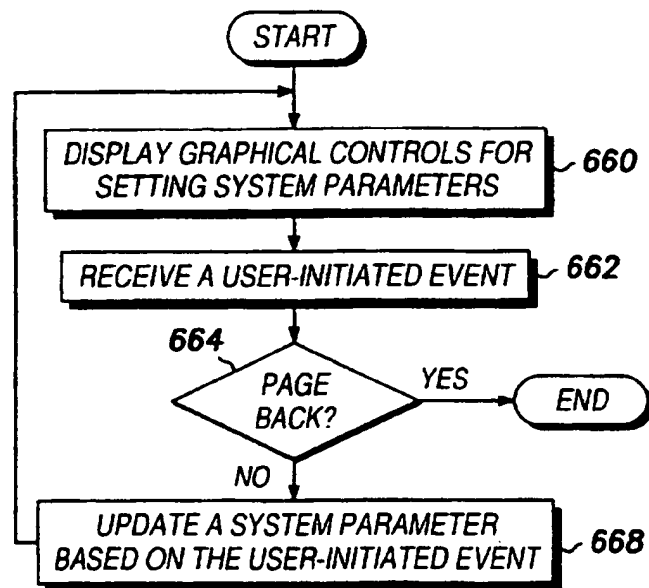 START
DISPLAY GRAPHICAL CONTROLS FOR
SETTING SYSTEM PARAMETERS
660
RECEIVE A USER-INITIATED EVENT
662
664
PAGE
BACK?
YES
END
NO
UPDATE A SYSTEM PARAMETER
BASED ON THE USER-INITIATED EVENT
668